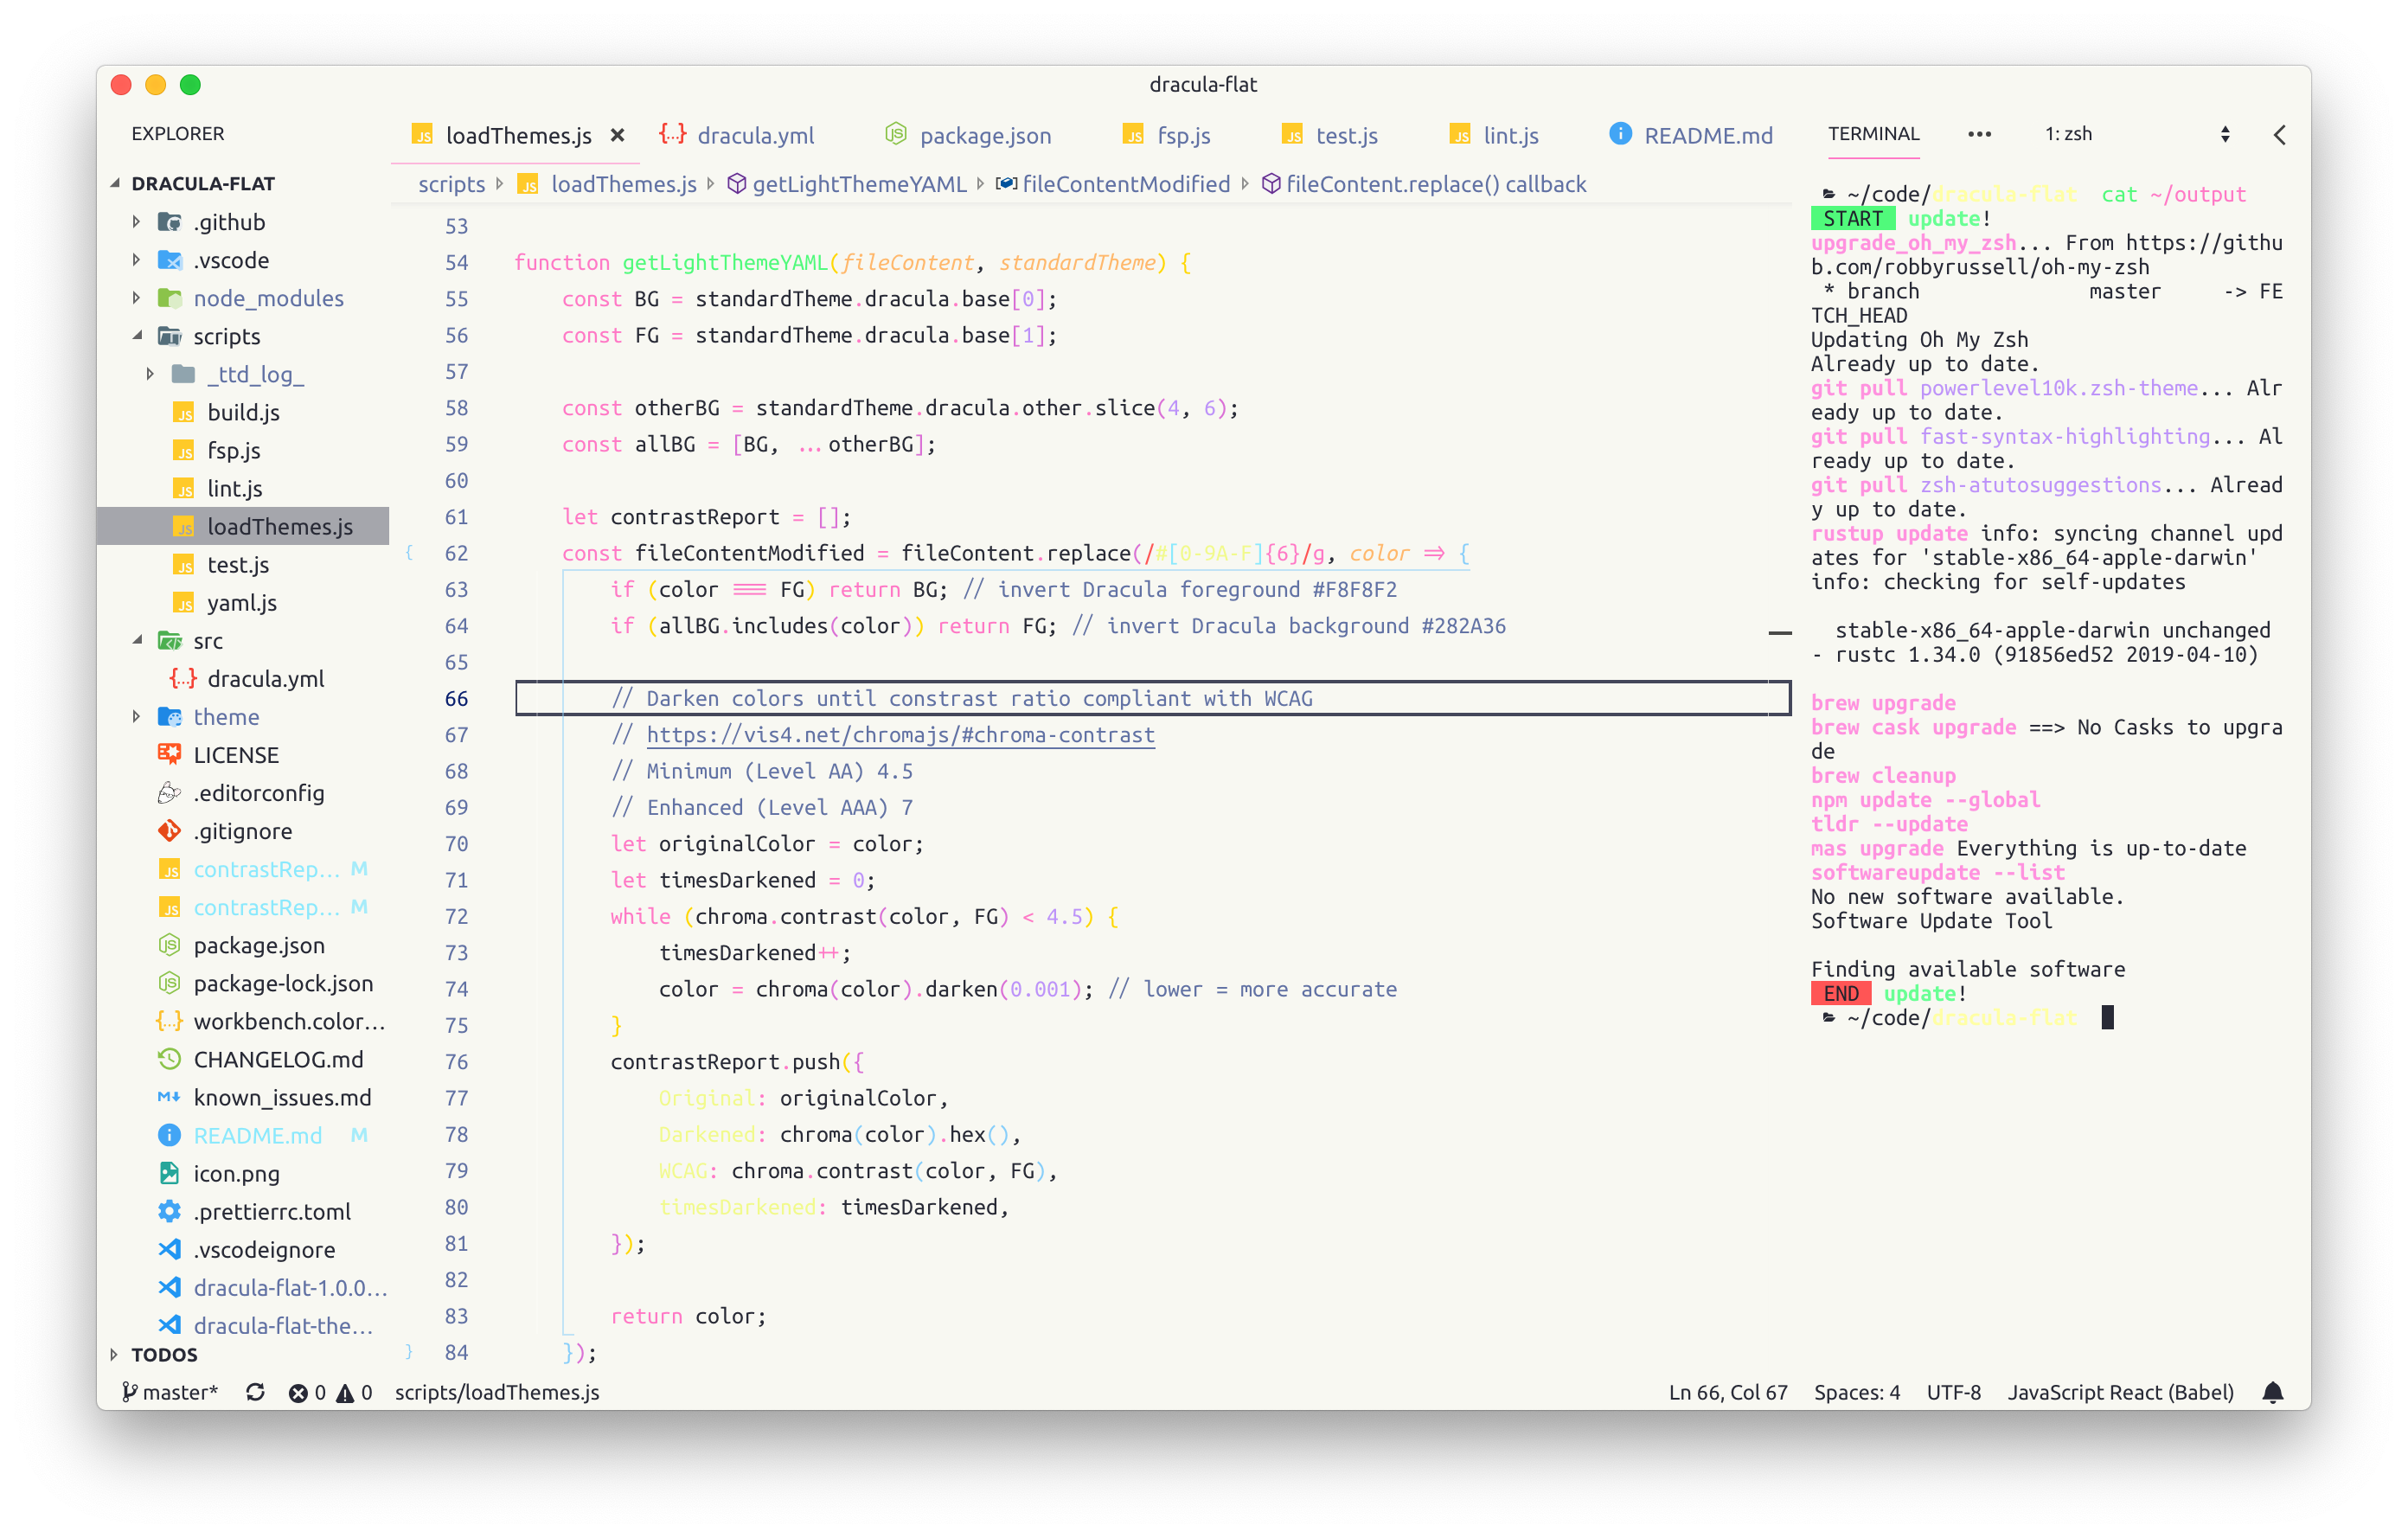 dracula-flat
EXPLORER
DRACULA-FLAT
.github
.vscode
node_modules
scripts
_ttd_log_
build.js
fsp.js
lint.js
loadThemes.js
test.js
yaml.js
src
dracula.yml
theme
LICENSE
.editorconfig
.gitignore
contrastRep... M
contrastRep... M
package.json
package-lock.json
workbench.color...
CHANGELOG.md
known_issues.md
README.md M
icon.png
.prettierrc.toml
.vscodeignore
dracula-flat-1.0.0...
dracula-flat-the...
TODOS
loadThemes.js × dracula.yml package.json fsp.js test.js lint.js README.md
scripts loadThemes.js getLightThemeYAML fileContentModified fileContent.replace() callback
53
54 function getLightThemeYAML(fileContent, standardTheme) {
55 const BG = standardTheme.dracula.base[0];
56 const FG = standardTheme.dracula.base[1];
57
58 const otherBG = standardTheme.dracula.other.slice(4, 6);
59 const allBG = [BG, ...otherBG];
60
61 let contrastReport = [];
{ 62 const fileContentModified = fileContent.replace(/#[0-9A-F]{6}/g, color => {
63 if (color === FG) return BG; // invert Dracula foreground #F8F8F2
64 if (allBG.includes(color)) return FG; // invert Dracula background #282A36
65
66 // Darken colors until constrast ratio compliant with WCAG
67 // https://vis4.net/chromajs/#chroma-contrast
68 // Minimum (Level AA) 4.5
69 // Enhanced (Level AAA) 7
70 let originalColor = color;
71 let timesDarkened = 0;
72 while (chroma.contrast(color, FG) < 4.5) {
73 timesDarkened++;
74 color = chroma(color).darken(0.001); // lower = more accurate
75 }
76 contrastReport.push({
77 Original: originalColor,
78 Darkened: chroma(color).hex(),
79 WCAG: chroma.contrast(color, FG),
80 timesDarkened: timesDarkened,
81 });
82
83 return color;
} 84 });
TERMINAL ••• 1: zsh
~/code/dracula-flat cat ~/output
START update!
upgrade_oh_my_zsh... From https://githu
b.com/robbyrussell/oh-my-zsh
* branch master -> FE
TCH_HEAD
Updating Oh My Zsh
Already up to date.
git pull powerlevel10k.zsh-theme... Alr
eady up to date.
git pull fast-syntax-highlighting... Al
ready up to date.
git pull zsh-atutosuggestions... Alread
y up to date.
rustup update info: syncing channel upd
ates for 'stable-x86_64-apple-darwin'
info: checking for self-updates
stable-x86_64-apple-darwin unchanged
- rustc 1.34.0 (91856ed52 2019-04-10)
brew upgrade
brew cask upgrade ==> No Casks to upgra
de
brew cleanup
npm update --global
tldr --update
mas upgrade Everything is up-to-date
softwareupdate --list
No new software available.
Software Update Tool
Finding available software
END update!
~/code/dracula-flat
master* 0 0 scripts/loadThemes.js Ln 66, Col 67 Spaces: 4 UTF-8 JavaScript React (Babel)